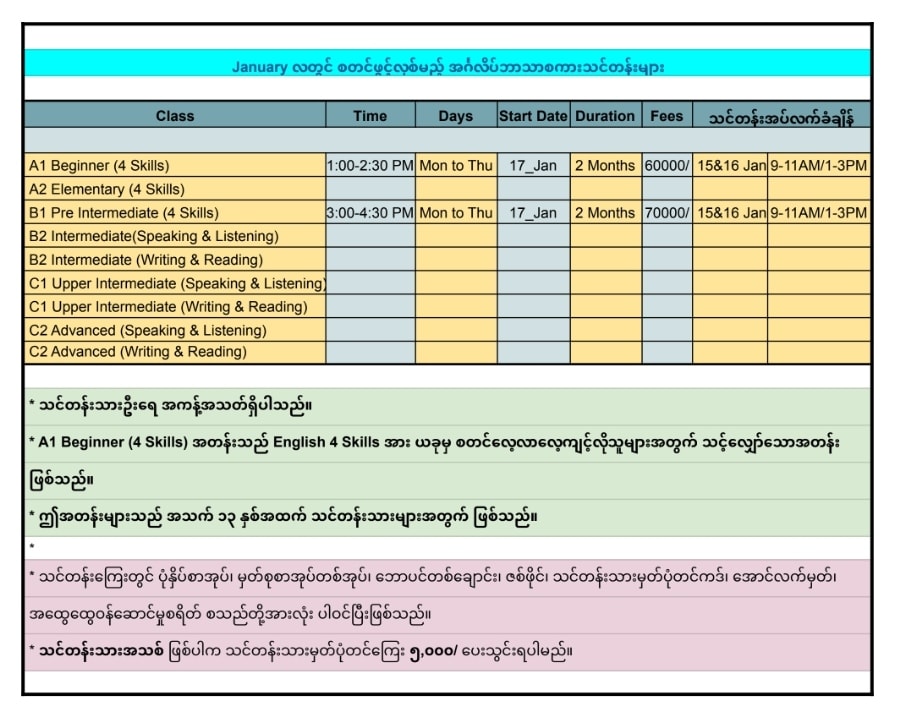 January လတွင် စတင်ဖွင့်လှစ်မည့် အင်္ဂလိပ်ဘာသာစကားသင်တန်းများ
Class Time Days Start Date Duration Fees သင်တန်းအပ်လက်ခံချိန်
A1 Beginner (4 Skills) 1:00-2:30 PM Mon to Thu 17_Jan 2 Months 60000/ 15&16 Jan 9-11AM/1-3PM
A2 Elementary (4 Skills)
B1 Pre Intermediate (4 Skills) 3:00-4:30 PM Mon to Thu 17_Jan 2 Months 70000/ 15&16 Jan 9-11AM/1-3PM
B2 Intermediate(Speaking & Listening)
B2 Intermediate (Writing & Reading)
C1 Upper Intermediate (Speaking & Listening)
C1 Upper Intermediate (Writing & Reading)
C2 Advanced (Speaking & Listening)
C2 Advanced (Writing & Reading)
* သင်တန်းသားဦးရေ အကန့်အသတ်ရှိပါသည်။
* A1 Beginner (4 Skills) အတန်းသည် English 4 Skills အား ယခုမှ စတင်လေ့လာလေ့ကျင့်လိုသူများအတွက် သင့်လျှော်သောအတန်း
ဖြစ်သည်။
* ဤအတန်းများသည် အသက် ၁၃ နှစ်အထက် သင်တန်းသားများအတွက် ဖြစ်သည်။
*
* သင်တန်းကြေးတွင် ပုံနှိပ်စာအုပ်၊ မှတ်စုစာအုပ်တစ်အုပ်၊ ဘောပင်တစ်ချောင်း၊ ဇစ်ဖိုင်၊ သင်တန်းသားမှတ်ပုံတင်ကဒ်၊ အောင်လက်မှတ်၊
အထွေထွေဝန်ဆောင်မှုစရိတ် စသည်တို့အားလုံး ပါဝင်ပြီးဖြစ်သည်။
* သင်တန်းသားအသစ် ဖြစ်ပါက သင်တန်းသားမှတ်ပုံတင်ကြေး ၅,၀၀၀/ ပေးသွင်းရပါမည်။